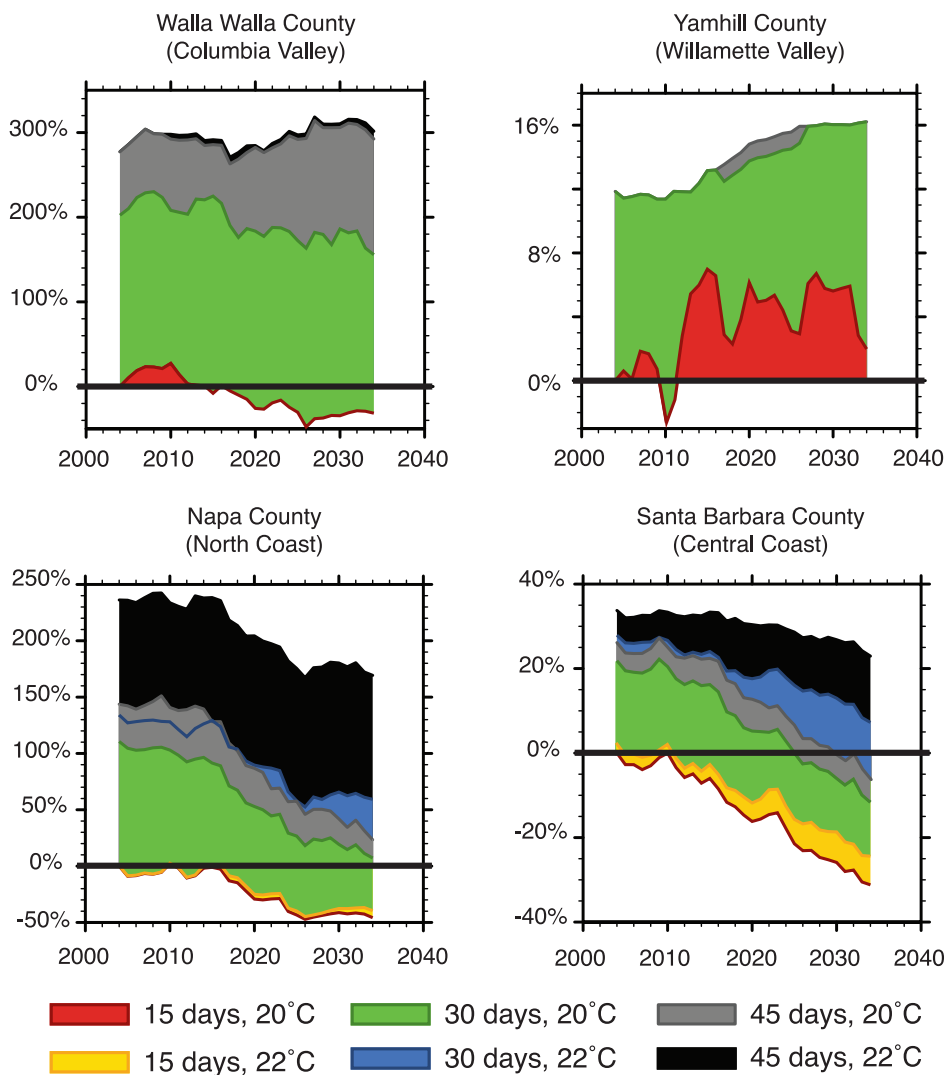 Walla Walla County
(Columbia Valley)
Yamhill County
(Willamette Valley)
300%
200%
100%
0%
2000 2010 2020 2030 2040
16%
8%
0%
2000 2010 2020 2030 2040
Napa County
(North Coast)
Santa Barbara County
(Central Coast)
250%
200%
150%
100%
50%
0%
-50%
2000 2010 2020 2030 2040
40%
20%
0%
-20%
-40%
2000 2010 2020 2030 2040
15 days, 20˚C
30 days, 20˚C
45 days, 20˚C
15 days, 22˚C
30 days, 22˚C
45 days, 22˚C